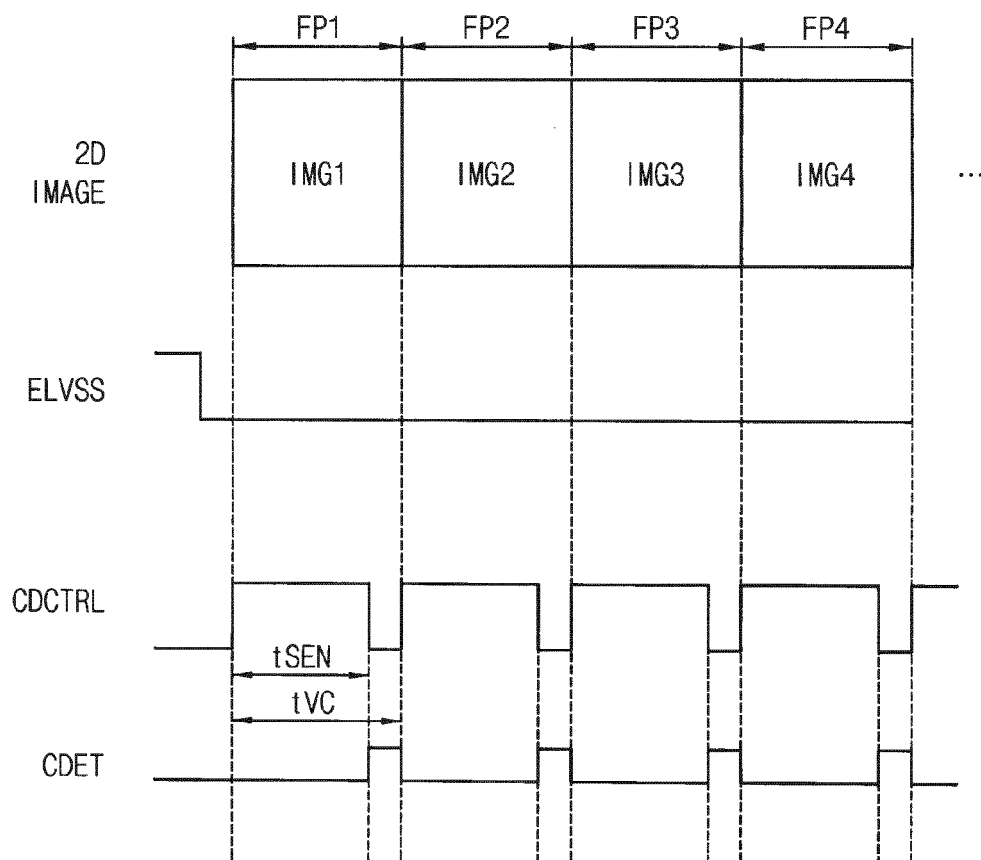 FP1 FP2 FP3 FP4
2D
IMAGE
IMG1 IMG2 IMG3 IMG4 ...
ELVSS
CDCTRL
tSEN
tVC
CDET